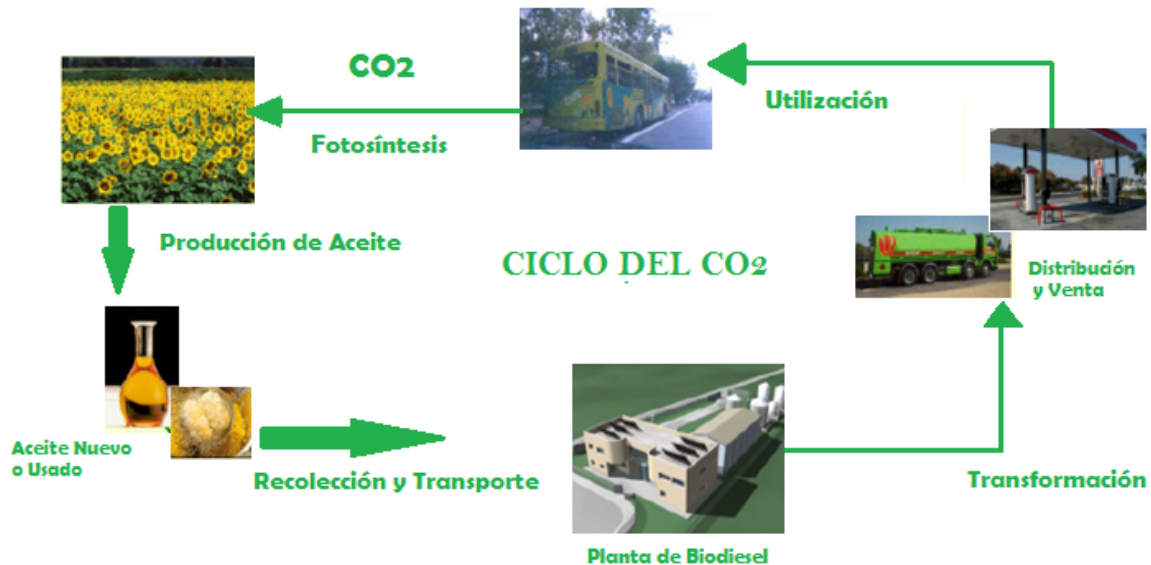 CO2
Fotosíntesis
Utilización
Producción de Aceite
CICLO DEL CO2
Distribución
y Venta
Aceite Nuevo
o Usado
Recolección y Transporte
Transformación
Planta de Biodiesel